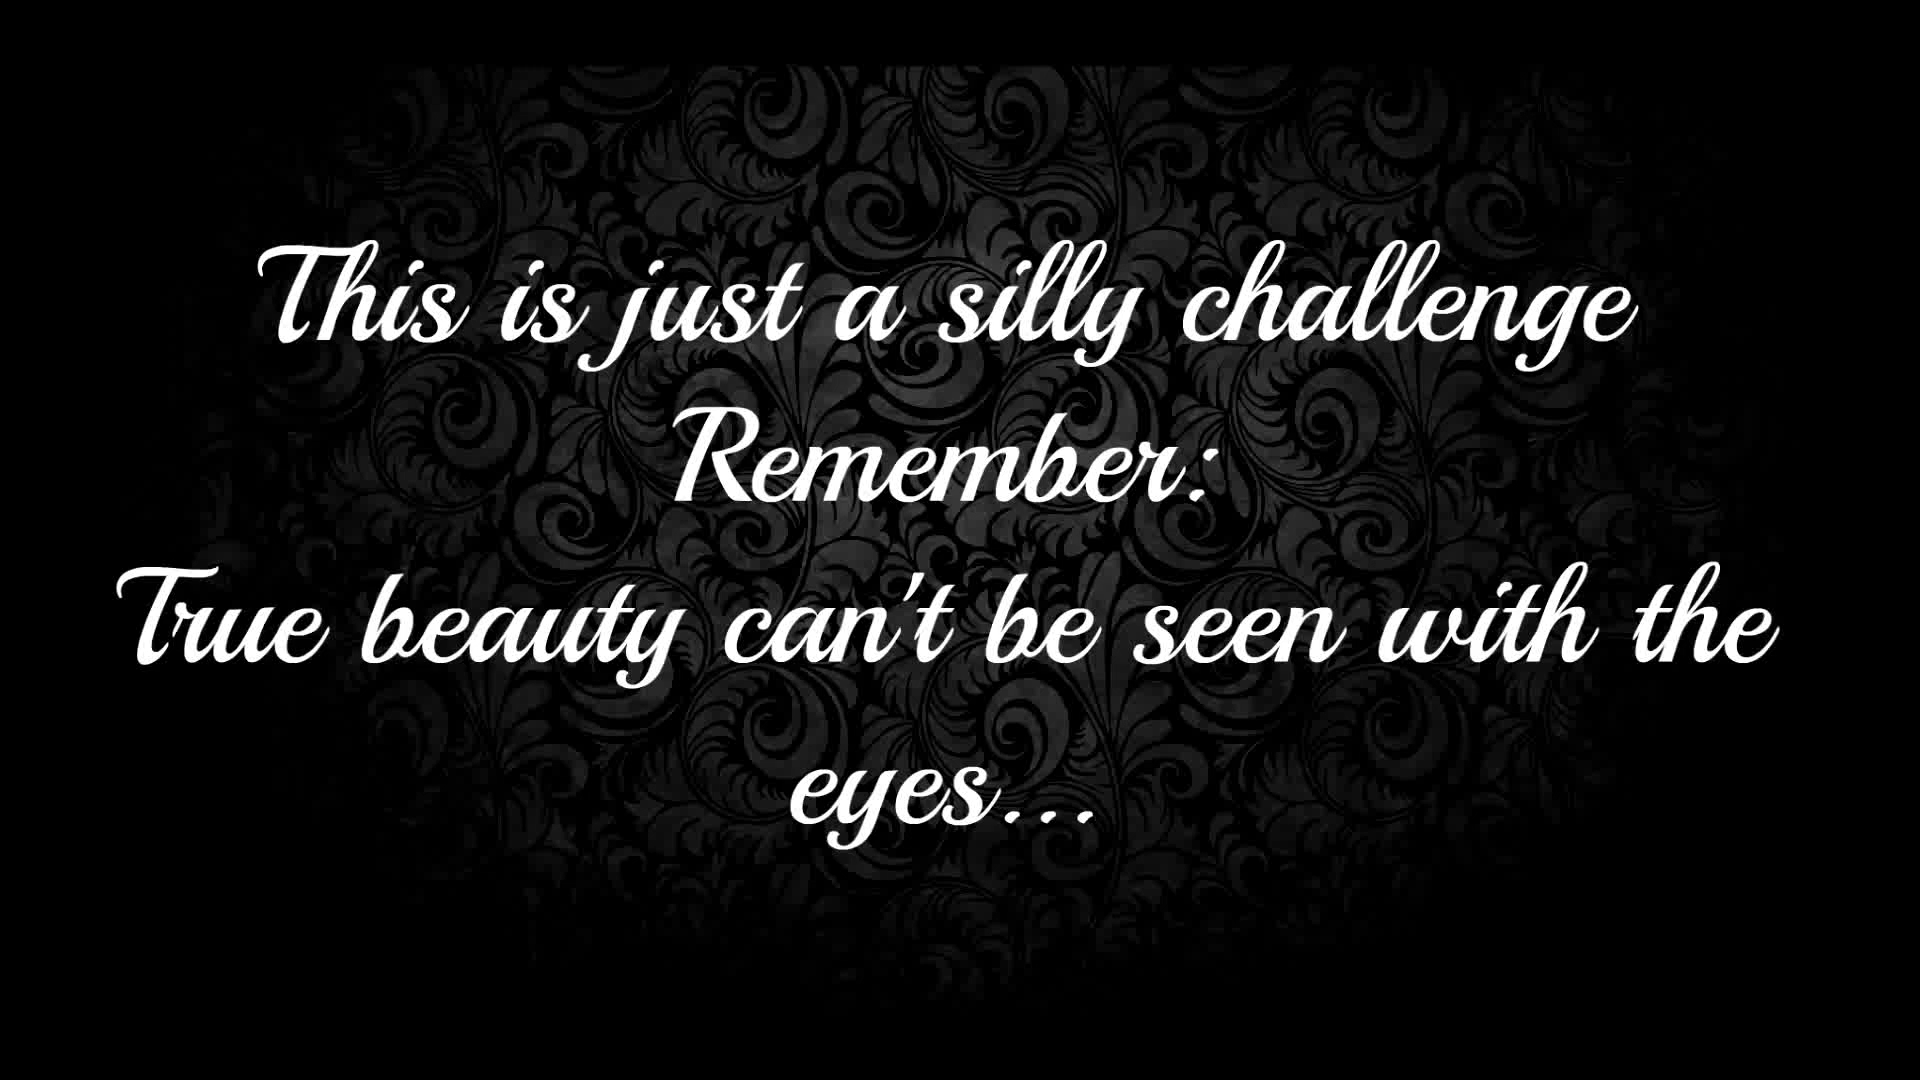 This is just a silly challenge
Remember:
True beauty can't be seen with the
eyes...